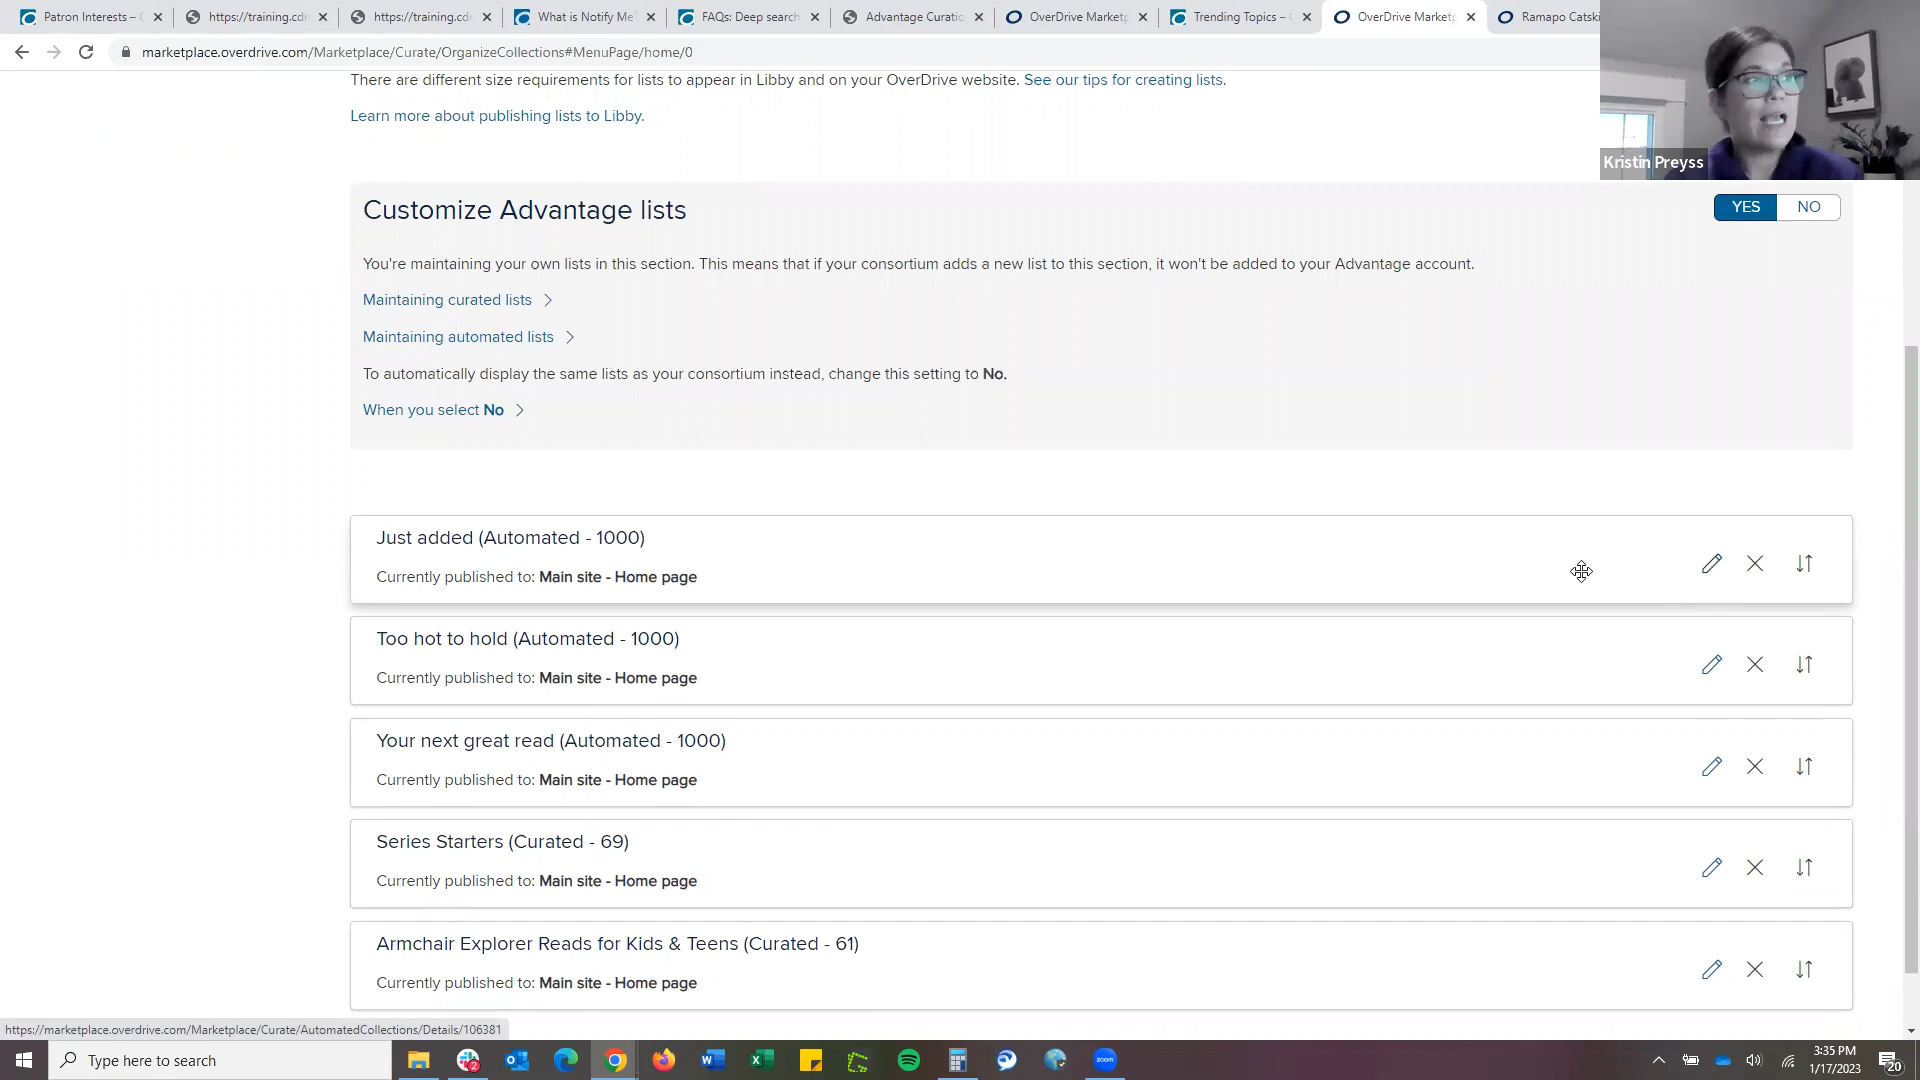 Patron Interests –
https://training.cdn
https://training.cdn
What is Notify Me
FAQs: Deep search
Advantage Curatio
OverDrive Marketp
Trending Topics –
OverDrive Marketp
Ramapo Catski
marketplace.overdrive.com/Marketplace/Curate/OrganizeCollections#MenuPage/home/0
There are different size requirements for lists to appear in Libby and on your OverDrive website. See our tips for creating lists.
Learn more about publishing lists to Libby.
Kristin Preyss
Customize Advantage lists
YES
NO
You're maintaining your own lists in this section. This means that if your consortium adds a new list to this section, it won't be added to your Advantage account.
Maintaining curated lists
Maintaining automated lists
To automatically display the same lists as your consortium instead, change this setting to No.
When you select No
Just added (Automated - 1000)
Currently published to: Main site - Home page
Too hot to hold (Automated - 1000)
Currently published to: Main site - Home page
Your next great read (Automated - 1000)
Currently published to: Main site - Home page
Series Starters (Curated - 69)
Currently published to: Main site - Home page
Armchair Explorer Reads for Kids & Teens (Curated - 61)
Currently published to: Main site - Home page
https://marketplace.overdrive.com/Marketplace/Curate/AutomatedCollections/Details/106381
Type here to search
2
zoom
3:35 PM
1/17/2023
20